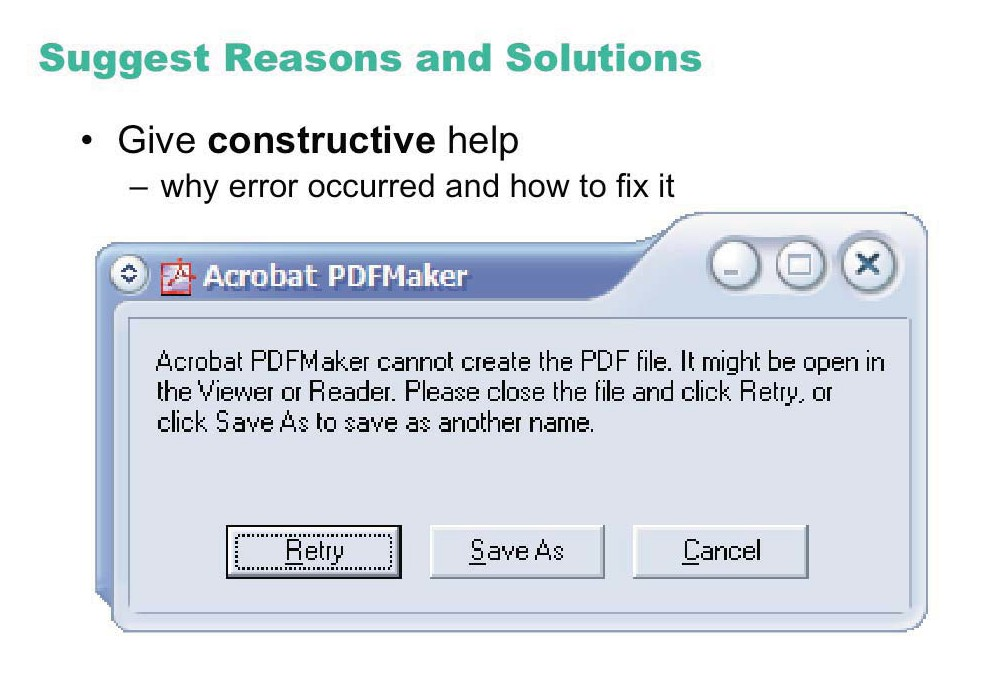 Suggest Reasons and Solutions
• Give constructive help
– why error occurred and how to fix it
Acrobat PDFMaker
Acrobat PDFMaker cannot create the PDF file. It might be open in
the Viewer or Reader. Please close the file and click Retry, or
click Save As to save as another name.
Retry Save As Cancel